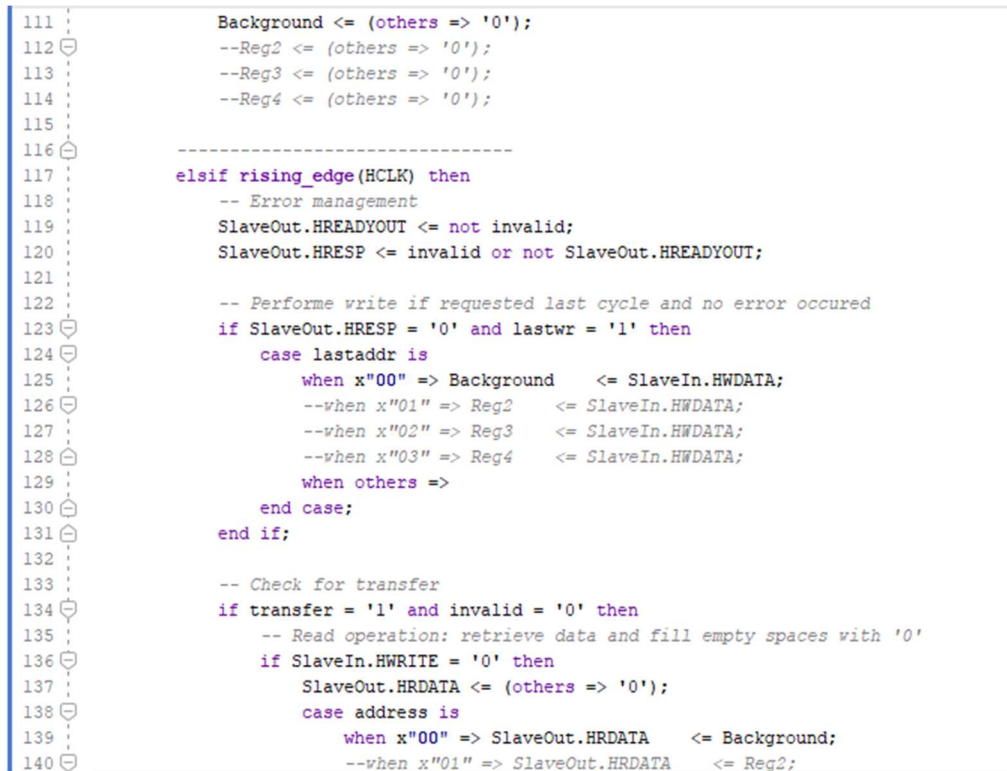 111 Background <= (others => '0');
112 --Reg2 <= (others => '0');
113 --Reg3 <= (others => '0');
114 --Reg4 <= (others => '0');
115
116 --------------------------------
117 elsif rising_edge(HCLK) then
118 -- Error management
119 SlaveOut.HREADYOUT <= not invalid;
120 SlaveOut.HRESP <= invalid or not SlaveOut.HREADYOUT;
121
122 -- Performe write if requested last cycle and no error occured
123 if SlaveOut.HRESP = '0' and lastwr = '1' then
124 case lastaddr is
125 when x"00" => Background <= SlaveIn.HWDATA;
126 --when x"01" => Reg2 <= SlaveIn.HWDATA;
127 --when x"02" => Reg3 <= SlaveIn.HWDATA;
128 --when x"03" => Reg4 <= SlaveIn.HWDATA;
129 when others =>
130 end case;
131 end if;
132
133 -- Check for transfer
134 if transfer = '1' and invalid = '0' then
135 -- Read operation: retrieve data and fill empty spaces with '0'
136 if SlaveIn.HWRITE = '0' then
137 SlaveOut.HRDATA <= (others => '0');
138 case address is
139 when x"00" => SlaveOut.HRDATA <= Background;
140 --when x"01" => SlaveOut.HRDATA <= Reg2;